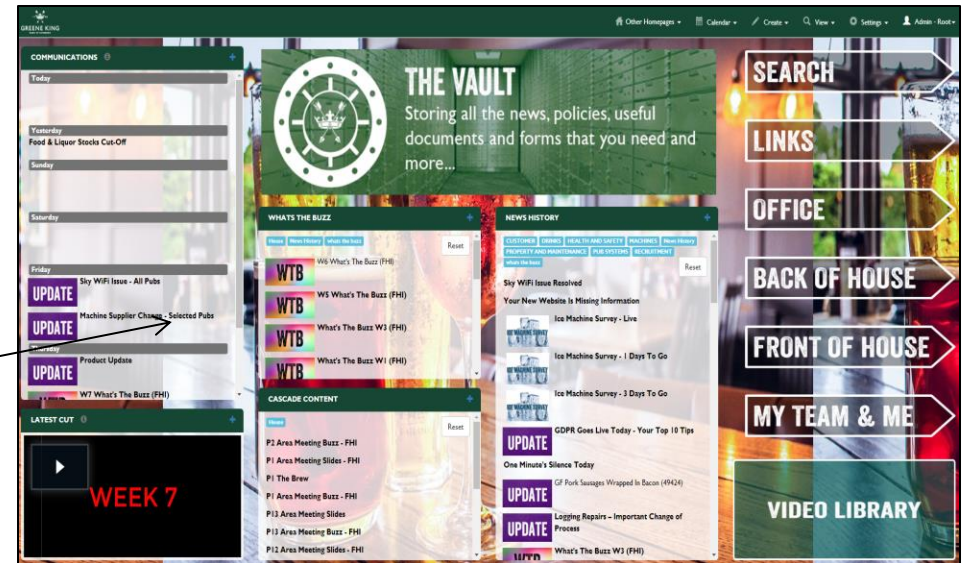 GREENE KING
Other Homepages
Calendar
Create
View
Settings
Admin - Root
COMMUNICATIONS
Today
Yesterday
Food & Liquor Stocks Cut-Off
Sunday
Saturday
Friday
UPDATE
Sky WiFi Issue - All Pubs
UPDATE
Machine Supplier Change - Selected Pubs
Thursday
UPDATE
Product Update
W7 What's The Buzz (FHI)
LATEST CUT
WEEK 7
THE VAULT
Storing all the news, policies, useful
documents and forms that you need and
more...
WHATS THE BUZZ
News History whats the buzz
Reset
WTB
W6 What's The Buzz (FHI)
WTB
W5 What's The Buzz (FHI)
WTB
What's The Buzz W3 (FHI)
WTB
What's The Buzz W1 (FHI)
CASCADE CONTENT
Reset
P2 Area Meeting Buzz - FHI
P1 Area Meeting Slides - FHI
P1 The Brew
P1 Area Meeting Buzz - FHI
P13 Area Meeting Slides
P13 Area Meeting Buzz - FHI
P12 Area Meeting Slides - FHI
NEWS HISTORY
CUSTOMER DRINKS HEALTH AND SAFETY MACHINES News History
PROPERTY AND MAINTENANCE PUB SYSTEMS RECRUITMENT
whats the buzz
Reset
Sky WiFi Issue Resolved
Your New Website Is Missing Information
ICE MACHINE SURVEY
Ice Machine Survey - Live
ICE MACHINE SURVEY
Ice Machine Survey - 1 Days To Go
ICE MACHINE SURVEY
Ice Machine Survey - 3 Days To Go
UPDATE
GDPR Goes Live Today - Your Top 10 Tips
One Minute's Silence Today
UPDATE
GF Pork Sausages Wrapped In Bacon (49424)
UPDATE
Logging Repairs – Important Change of
Process
WTB
What's The Buzz W3 (FHI)
SEARCH
LINKS
OFFICE
BACK OF HOUSE
FRONT OF HOUSE
MY TEAM & ME
VIDEO LIBRARY